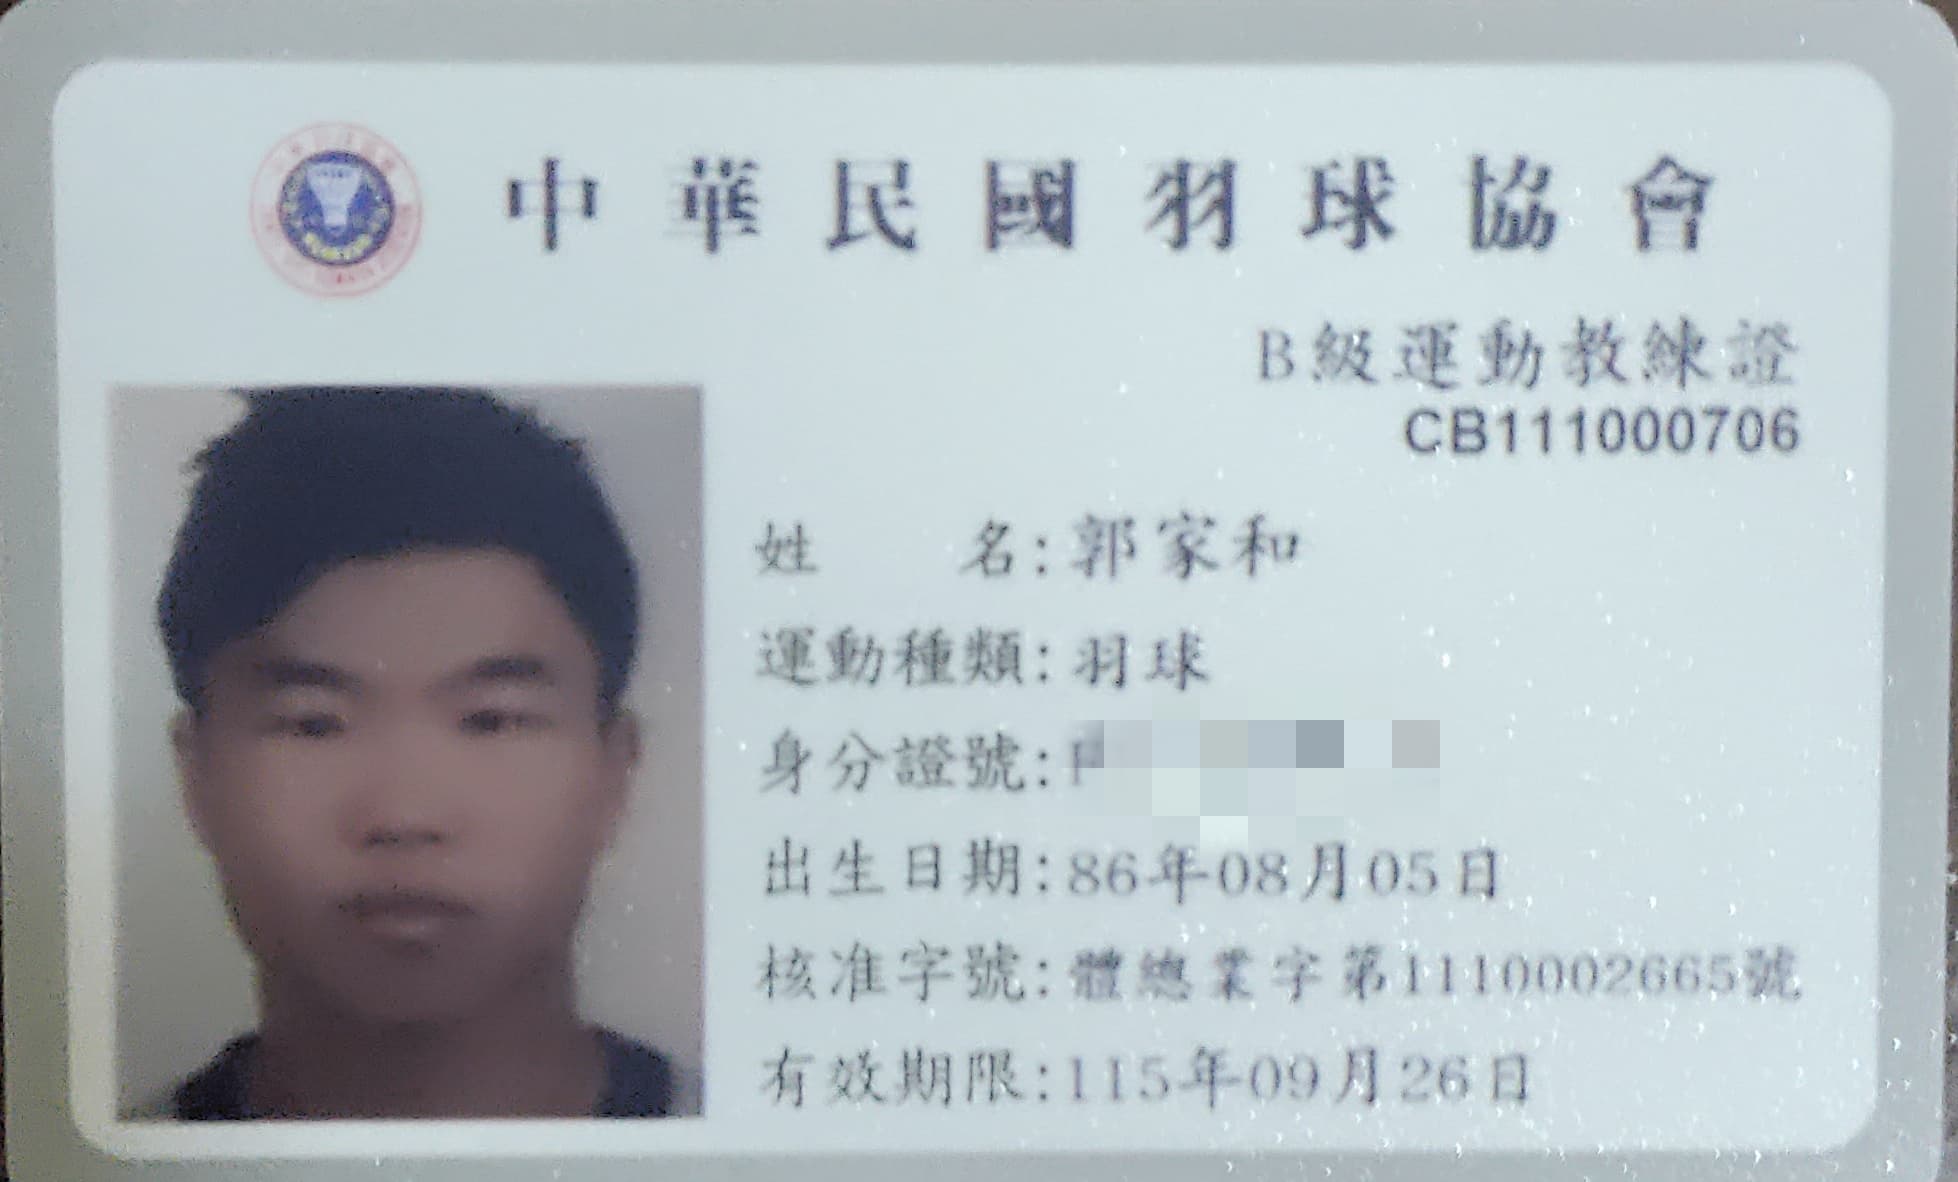 中華民國羽球協會
B級運動教練證
CB111000706
姓　　名:郭家和
運動種類:羽球
身分證號:
出生日期:86年08月05日
核准字號:體總業字第1110002665號
有效期限:115年09月26日